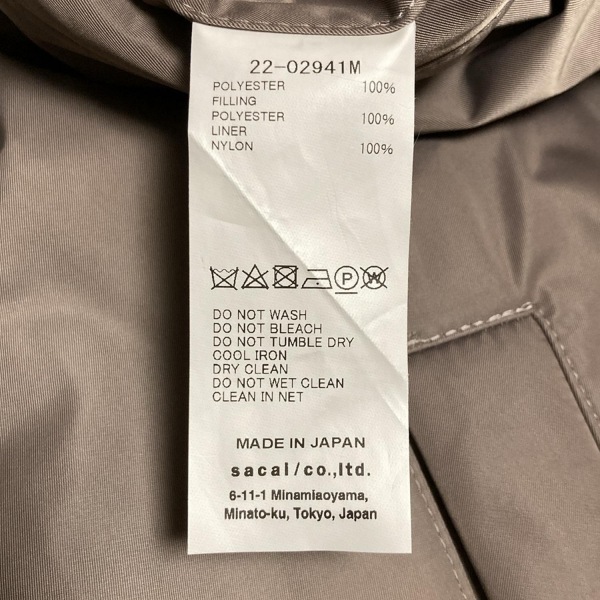 22-02941M
POLYESTER 100%
FILLING
POLYESTER 100%
LINER
NYLON 100%
P W
DO NOT WASH
DO NOT BLEACH
DO NOT TUMBLE DRY
COOL IRON
DRY CLEAN
DO NOT WET CLEAN
CLEAN IN NET
MADE IN JAPAN
sacai/co.,ltd.
6-11-1 Minamiaoyama,
Minato-ku, Tokyo, Japan